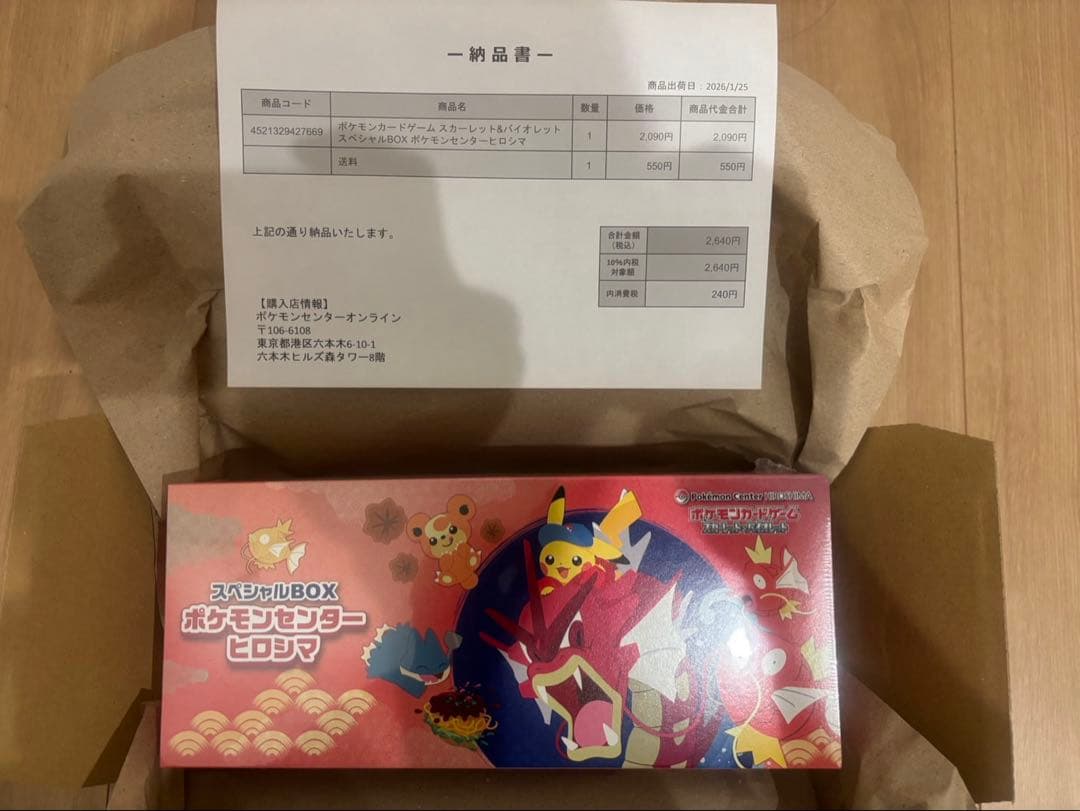 ー納品書ー
商品出荷日：2026/1/25
商品コード 商品名 数量 価格 商品代金合計
4521329427669 ポケモンカードゲーム スカーレット&バイオレット
スペシャルBOX ポケモンセンターヒロシマ 1 2,090円 2,090円
送料 1 550円 550円
上記の通り納品いたします。
合計金額
（税込） 2,640円
10%内税
対象額 2,640円
内消費税 240円
【購入店情報】
ポケモンセンターオンライン
〒106-6108
東京都港区六本木6-10-1
六本木ヒルズ森タワー8階
Pokémon Center HIROSHIMA
ポケモンカードゲーム
スカーレット&バイオレット
スペシャルBOX
ポケモンセンター
ヒロシマ